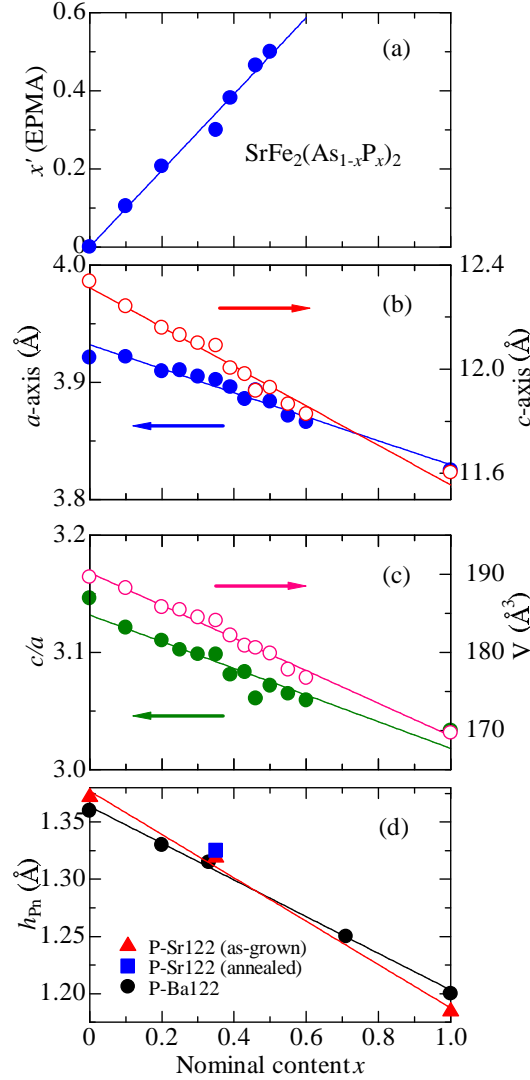 0.6
0.4
0.2
0
x′ (EPMA)
(a)
SrFe2(As1-xPx)2
4.0
3.9
3.8
a-axis (Å)
(b)
12.4
12.0
11.6
c-axis (Å)
3.2
3.1
3.0
c/a
(c)
190
180
170
V (Å3)
1.35
1.30
1.25
1.20
hPn (Å)
(d)
P-Sr122 (as-grown)
P-Sr122 (annealed)
P-Ba122
0 0.2 0.4 0.6 0.8 1.0
Nominal content x